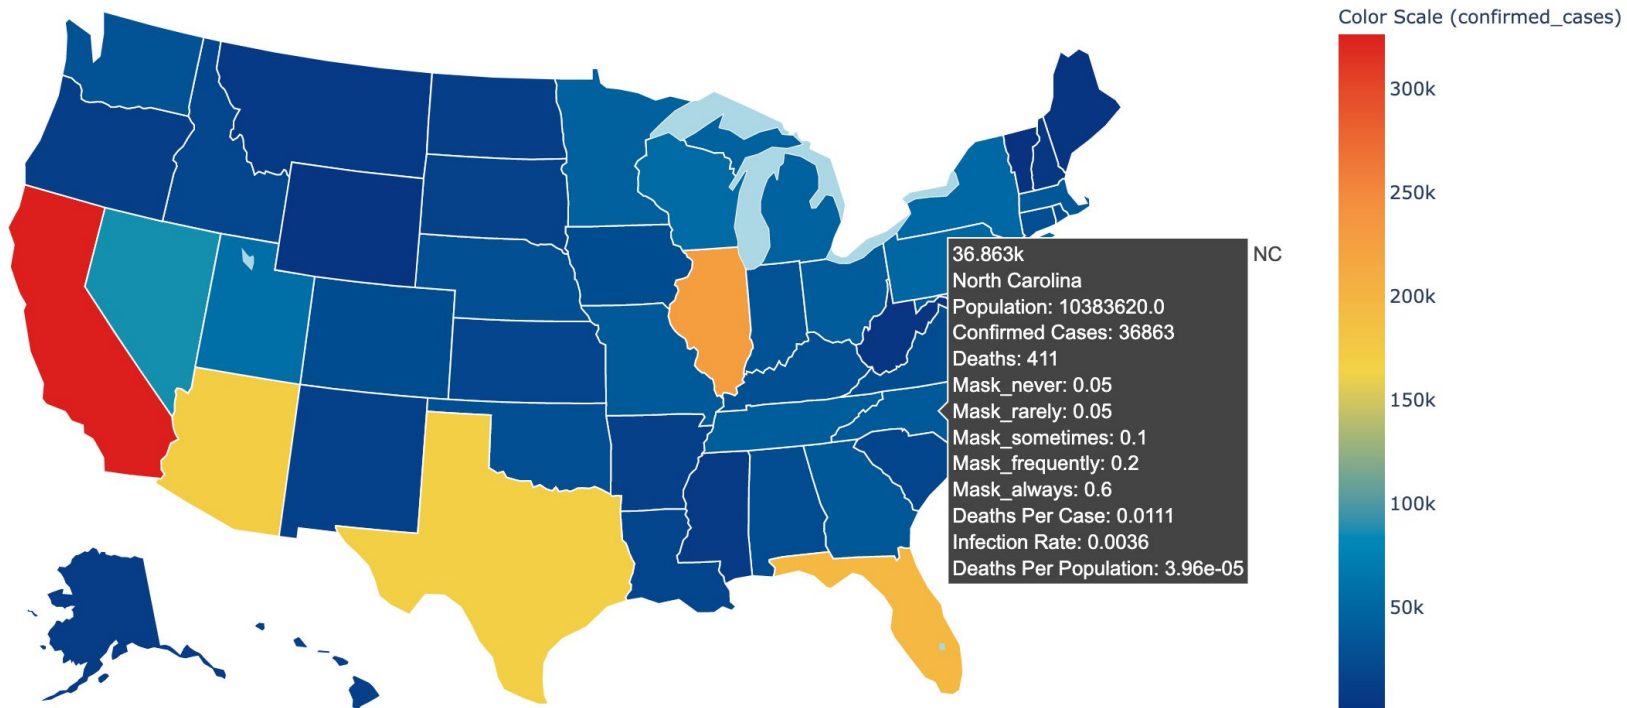 Color Scale (confirmed_cases)
300k
250k
200k
150k
100k
50k
36.863k
NC
North Carolina
Population: 10383620.0
Confirmed Cases: 36863
Deaths: 411
Mask_never: 0.05
Mask_rarely: 0.05
Mask_sometimes: 0.1
Mask_frequently: 0.2
Mask_always: 0.6
Deaths Per Case: 0.0111
Infection Rate: 0.0036
Deaths Per Population: 3.96e-05